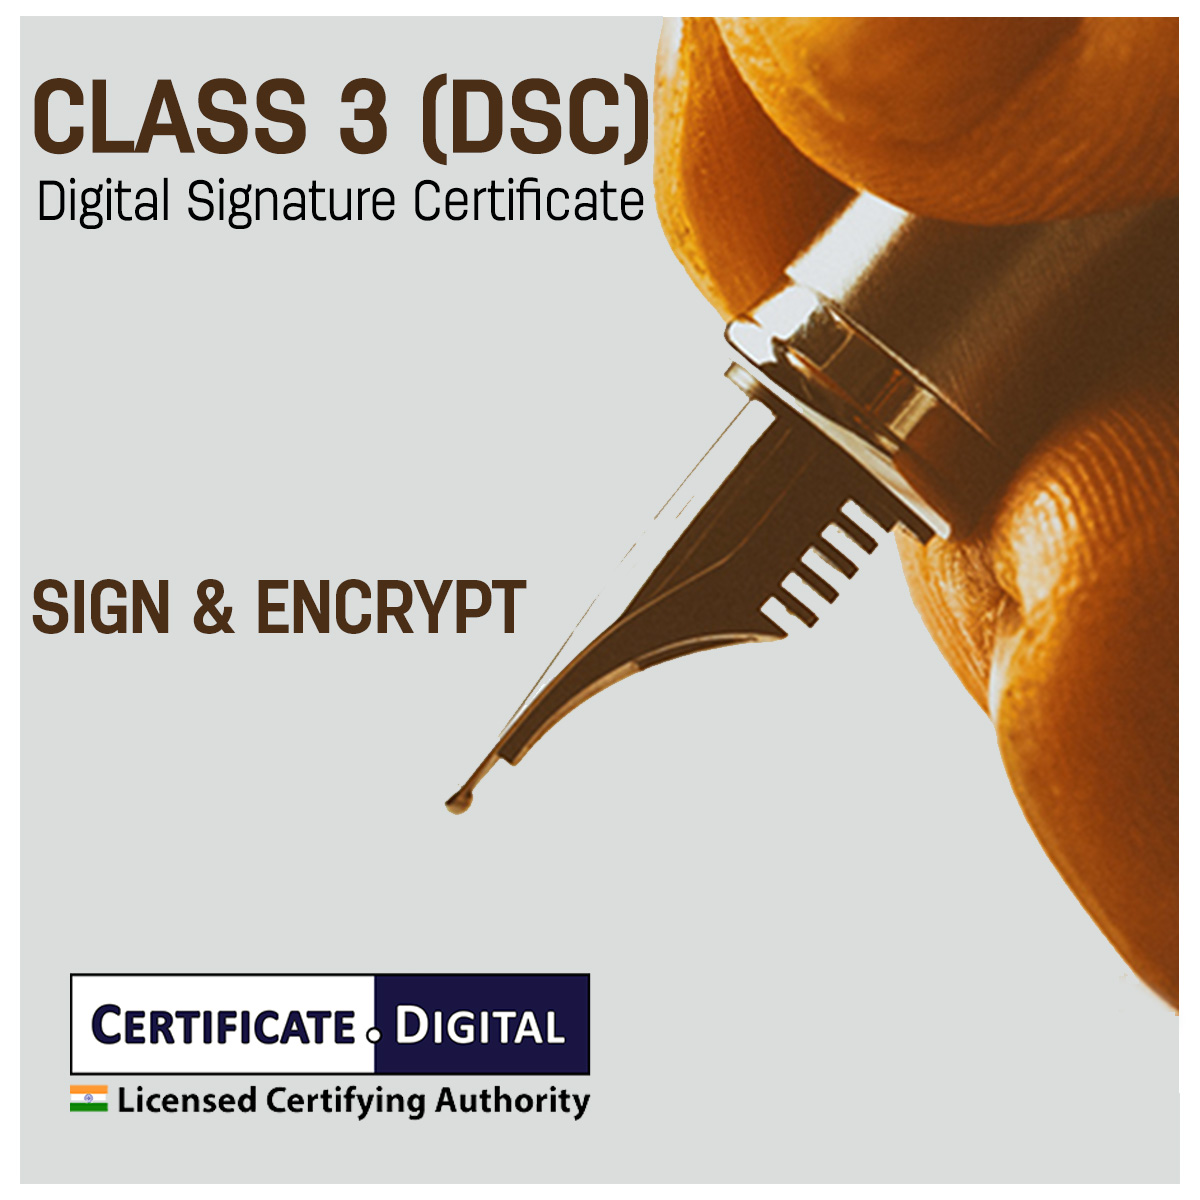 CLASS 3 (DSC)
Digital Signature Certificate
SIGN & ENCRYPT
CERTIFICATE.DIGITAL
Licensed Certifying Authority